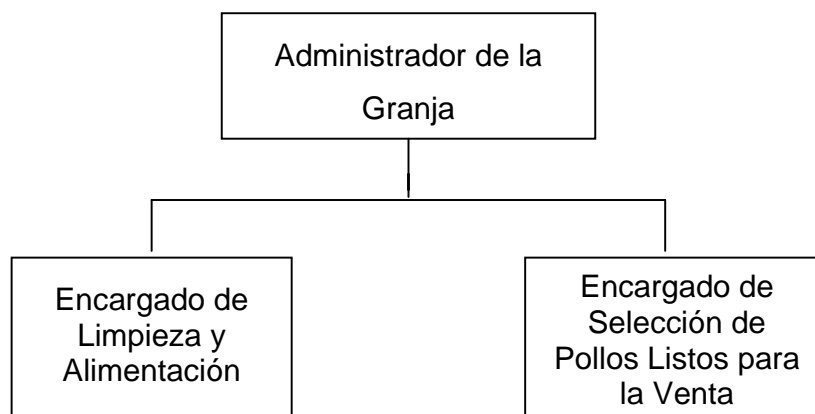 Administrador de la
Granja
Encargado de
Limpieza y
Alimentación
Encargado de
Selección de
Pollos Listos para
la Venta